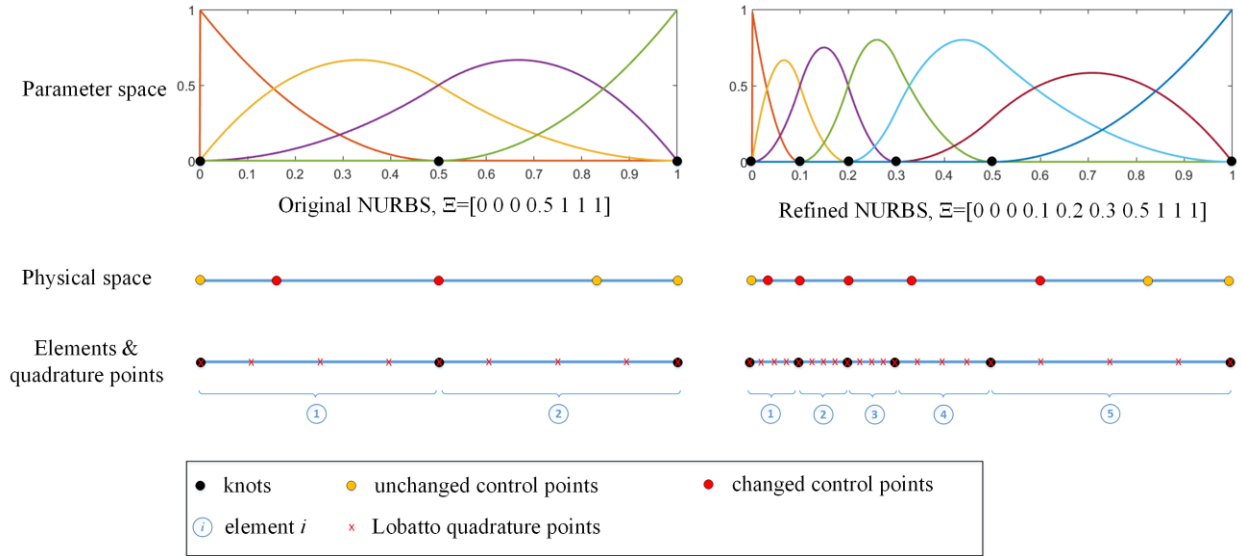 1
0.5
0
0 0.1 0.2 0.3 0.4 0.5 0.6 0.7 0.8 0.9 1
1
0.5
0
0 0.1 0.2 0.3 0.4 0.5 0.6 0.7 0.8 0.9 1
Parameter space
Original NURBS, Ξ=[0 0 0 0.5 1 1 1]
Refined NURBS, Ξ=[0 0 0 0.1 0.2 0.3 0.5 1 1 1]
Physical space
Elements &
quadrature points
1 2
1 2 3 4 5
knots
unchanged control points
changed control points
i element i
x Lobatto quadrature points